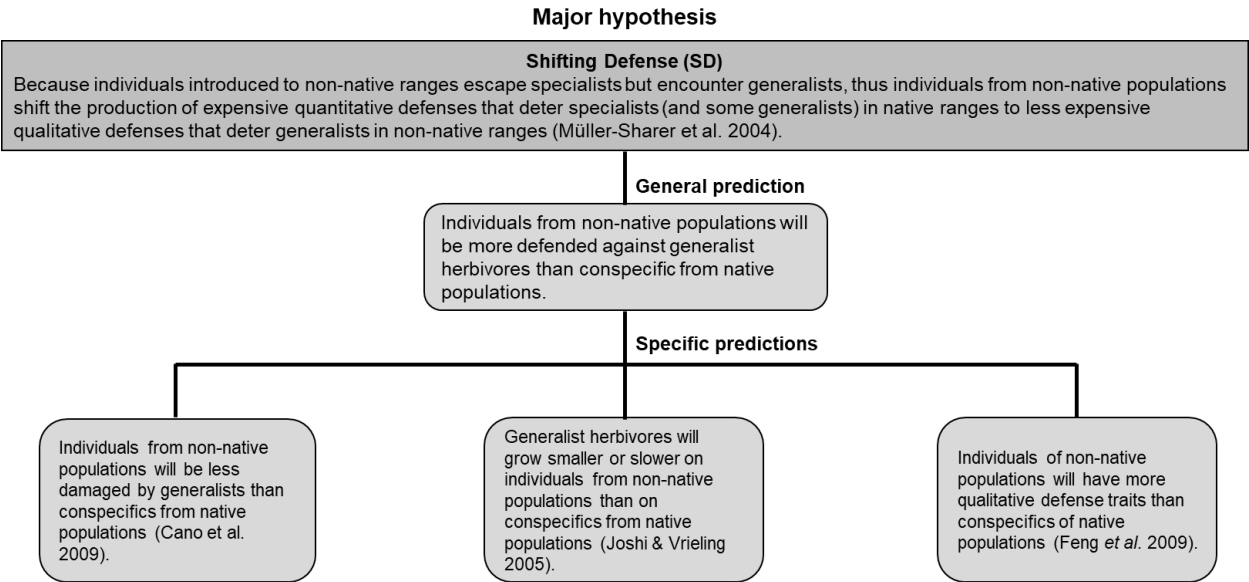 Major hypothesis
Shifting Defense (SD)
Because individuals introduced to non-native ranges escape specialists but encounter generalists, thus individuals from non-native populations
shift the production of expensive quantitative defenses that deter specialists (and some generalists) in native ranges to less expensive
qualitative defenses that deter generalists in non-native ranges (Müller-Sharer et al. 2004).
General prediction
Individuals from non-native populations will
be more defended against generalist
herbivores than conspecific from native
populations.
Specific predictions
Individuals from non-native
populations will be less
damaged by generalists than
conspecifics from native
populations (Cano et al.
2009).
Generalist herbivores will
grow smaller or slower on
individuals from non-native
populations than on
conspecifics from native
populations (Joshi & Vrieling
2005).
Individuals of non-native
populations will have more
qualitative defense traits than
conspecifics of native
populations (Feng et al. 2009).